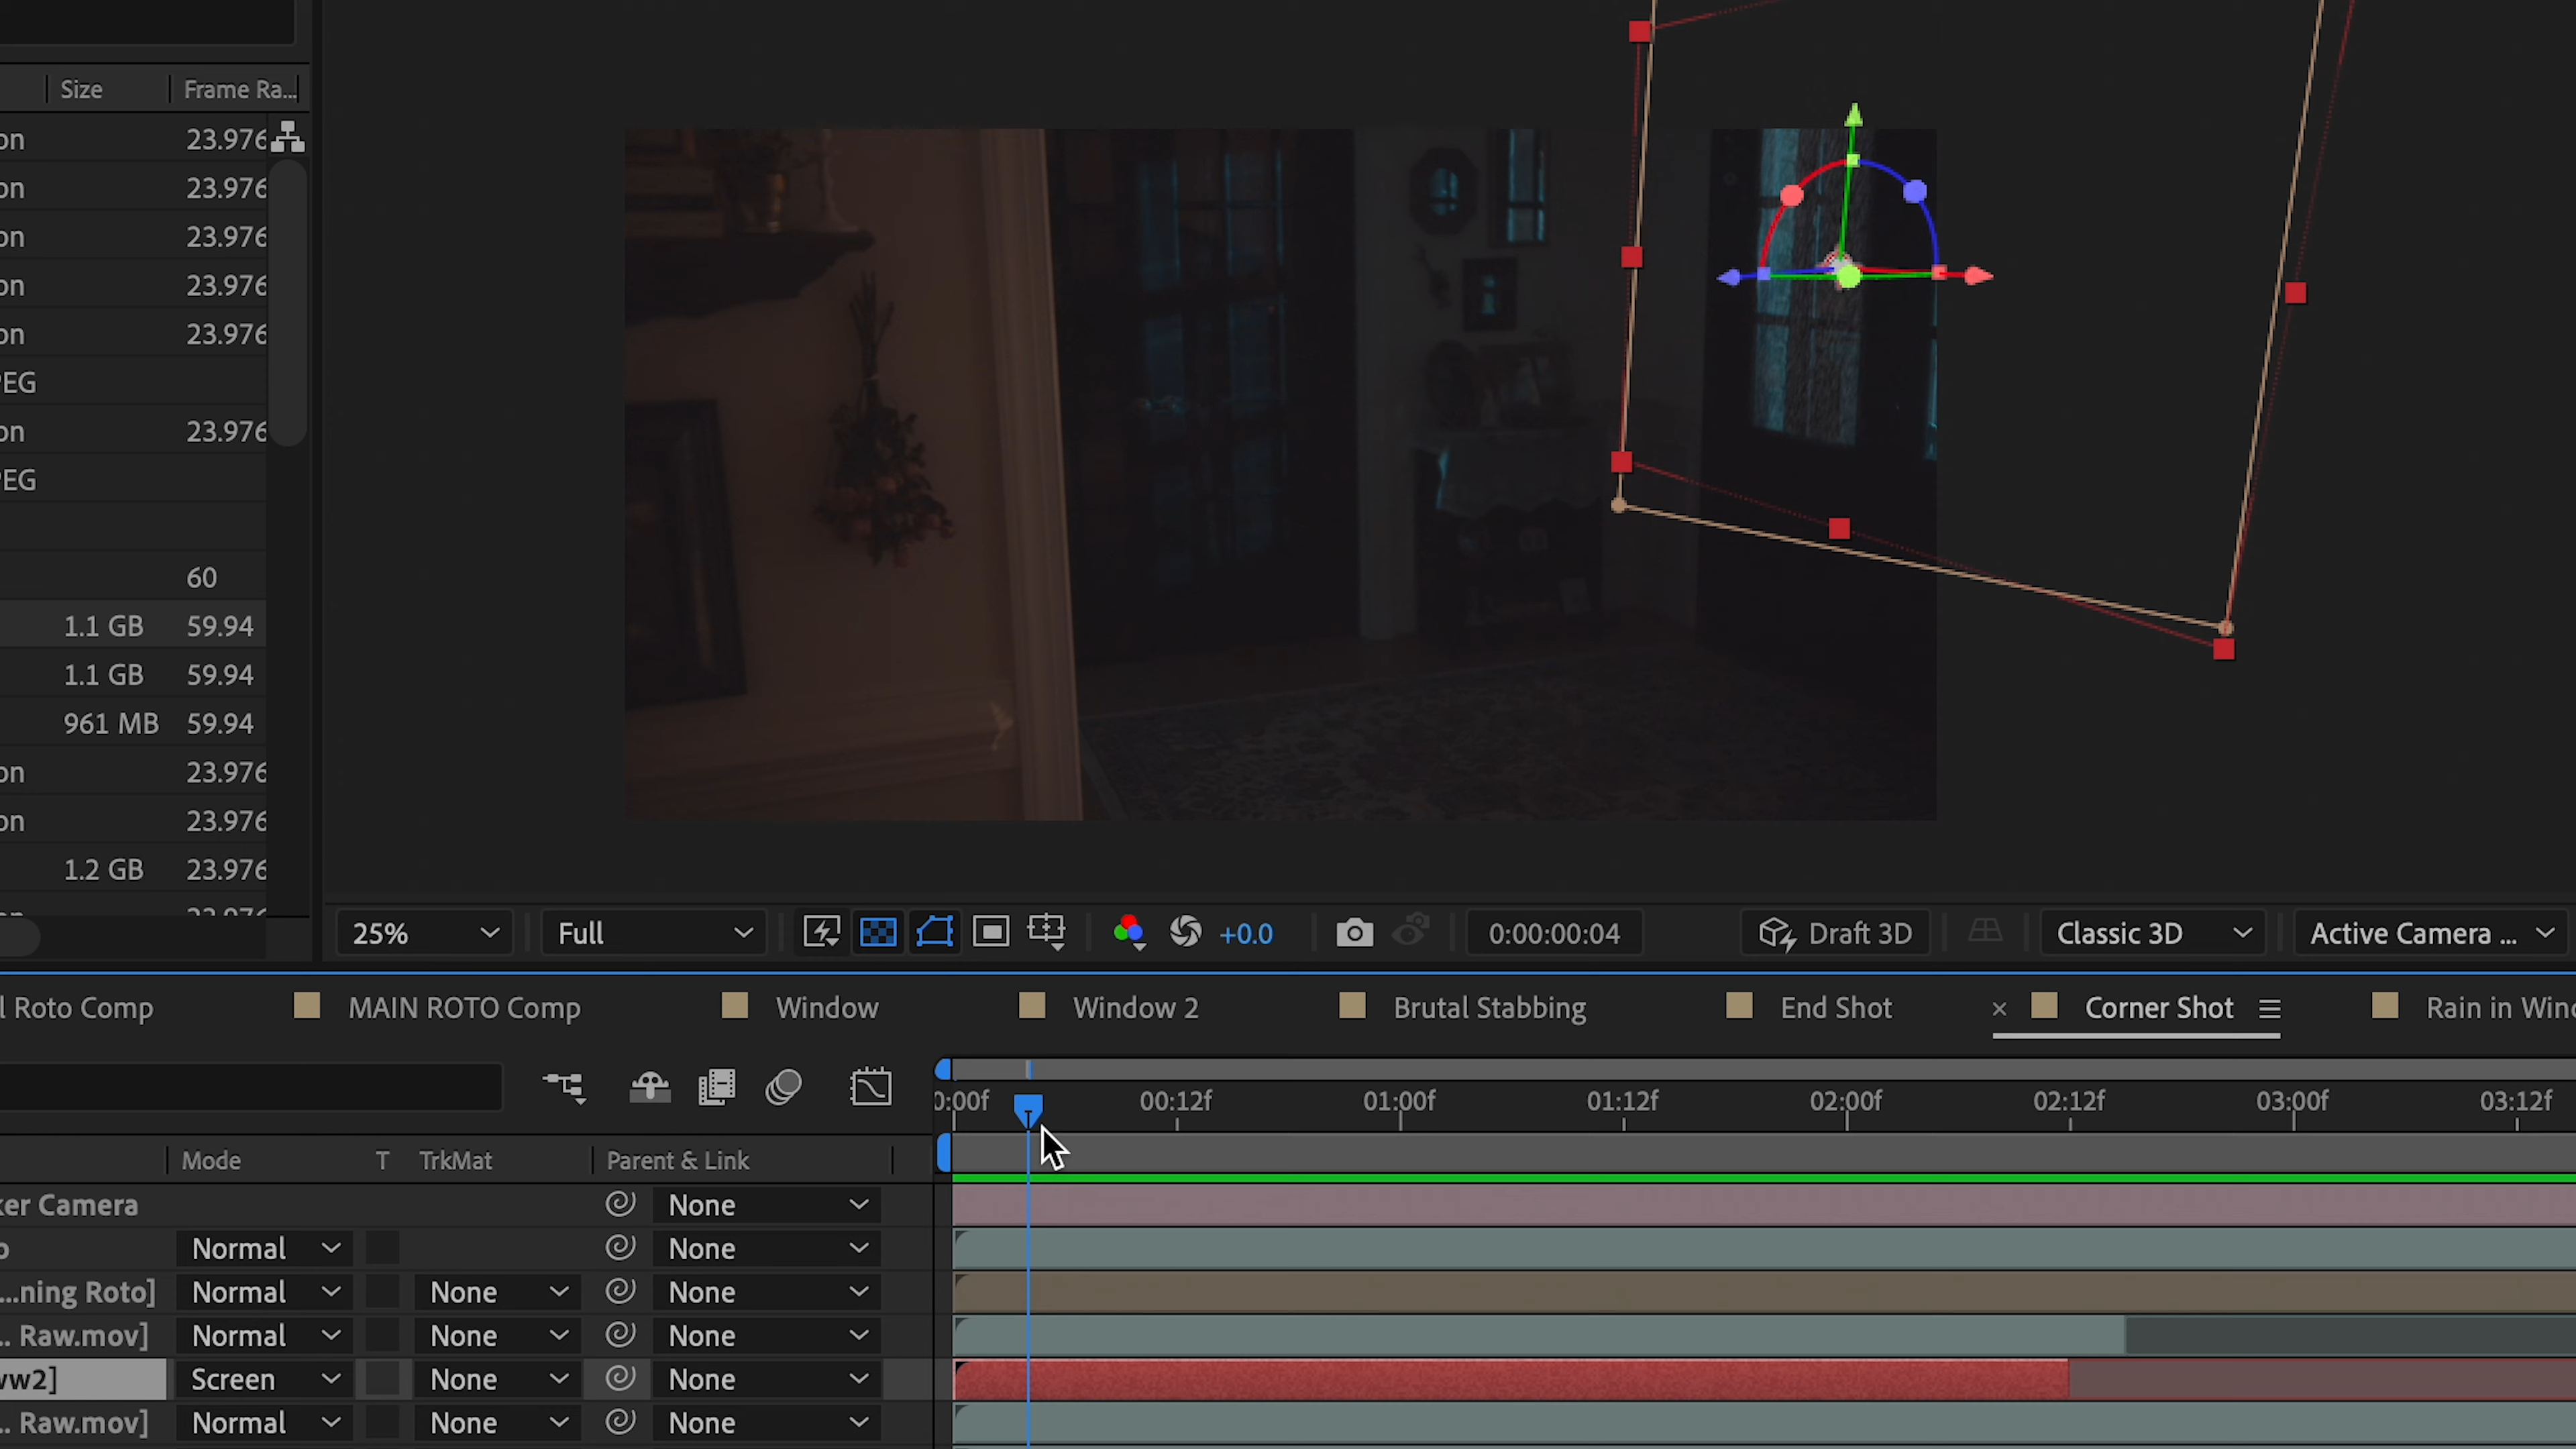 Size Frame Ra...
on 23.976
on 23.976
on 23.976
on 23.976
on 23.976
PEG
on 23.976
PEG
60
1.1 GB 59.94
1.1 GB 59.94
961 MB 59.94
on 23.976
on 23.976
1.2 GB 23.976
25% Full +0.0 0:00:00:04 Draft 3D Classic 3D Active Camera ...
l Roto Comp MAIN ROTO Comp Window Window 2 Brutal Stabbing End Shot × Corner Shot Rain in Winc
0:00f 00:12f 01:00f 01:12f 02:00f 02:12f 03:00f 03:12f
Mode T TrkMat Parent & Link
ker Camera None
o Normal None
...ning Roto] Normal None None
.. Raw.mov] Normal None None
ww2] Screen None None
.. Raw.mov] Normal None None